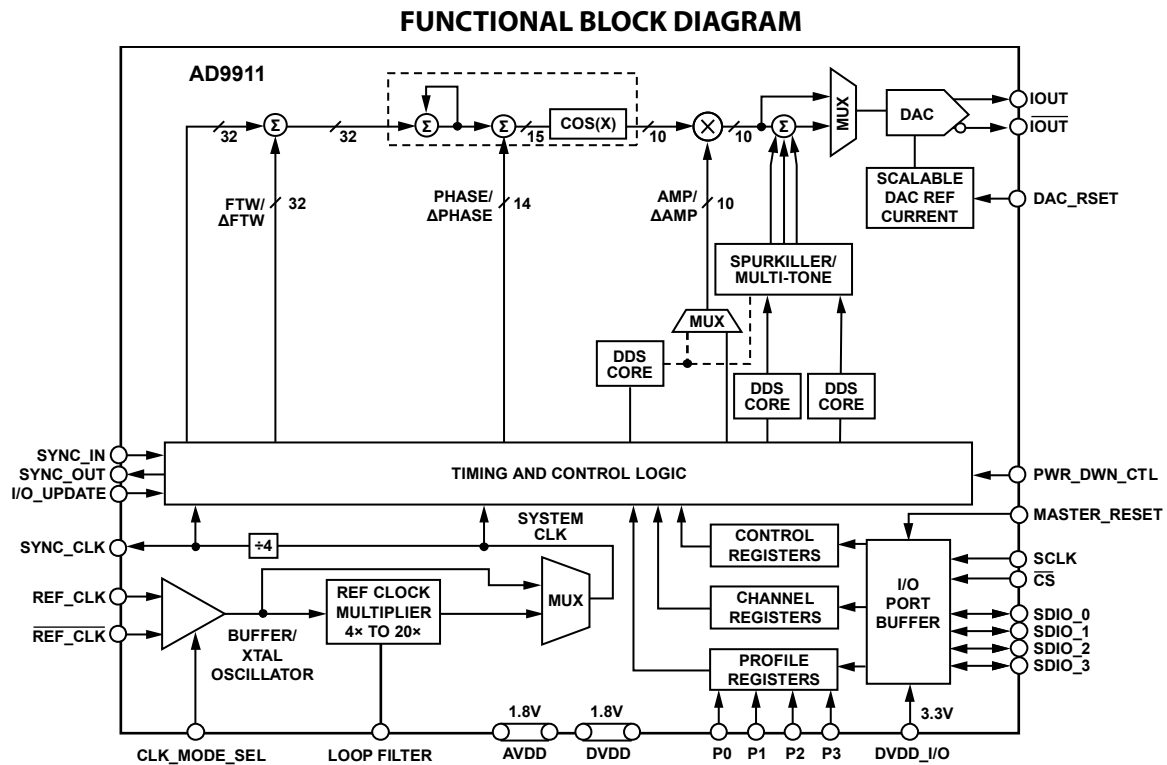 FUNCTIONAL BLOCK DIAGRAM
AD9911
32
Σ
32
Σ
Σ
15
COS(X)
10
×
10
Σ
MUX
DAC
IOUT
IOUT
FTW/
ΔFTW
32
PHASE/
ΔPHASE
14
AMP/
ΔAMP
10
SCALABLE
DAC REF
CURRENT
DAC_RSET
SPURKILLER/
MULTI-TONE
MUX
DDS
CORE
DDS
CORE
DDS
CORE
SYNC_IN
SYNC_OUT
I/O_UPDATE
TIMING AND CONTROL LOGIC
PWR_DWN_CTL
MASTER_RESET
SYNC_CLK
÷4
SYSTEM
CLK
CONTROL
REGISTERS
I/O
PORT
BUFFER
SCLK
CS
REF_CLK
REF_CLK
BUFFER/
XTAL
OSCILLATOR
REF CLOCK
MULTIPLIER
4× TO 20×
MUX
CHANNEL
REGISTERS
SDIO_0
SDIO_1
SDIO_2
SDIO_3
PROFILE
REGISTERS
1.8V
1.8V
3.3V
CLK_MODE_SEL
LOOP FILTER
AVDD
DVDD
P0
P1
P2
P3
DVDD_I/O